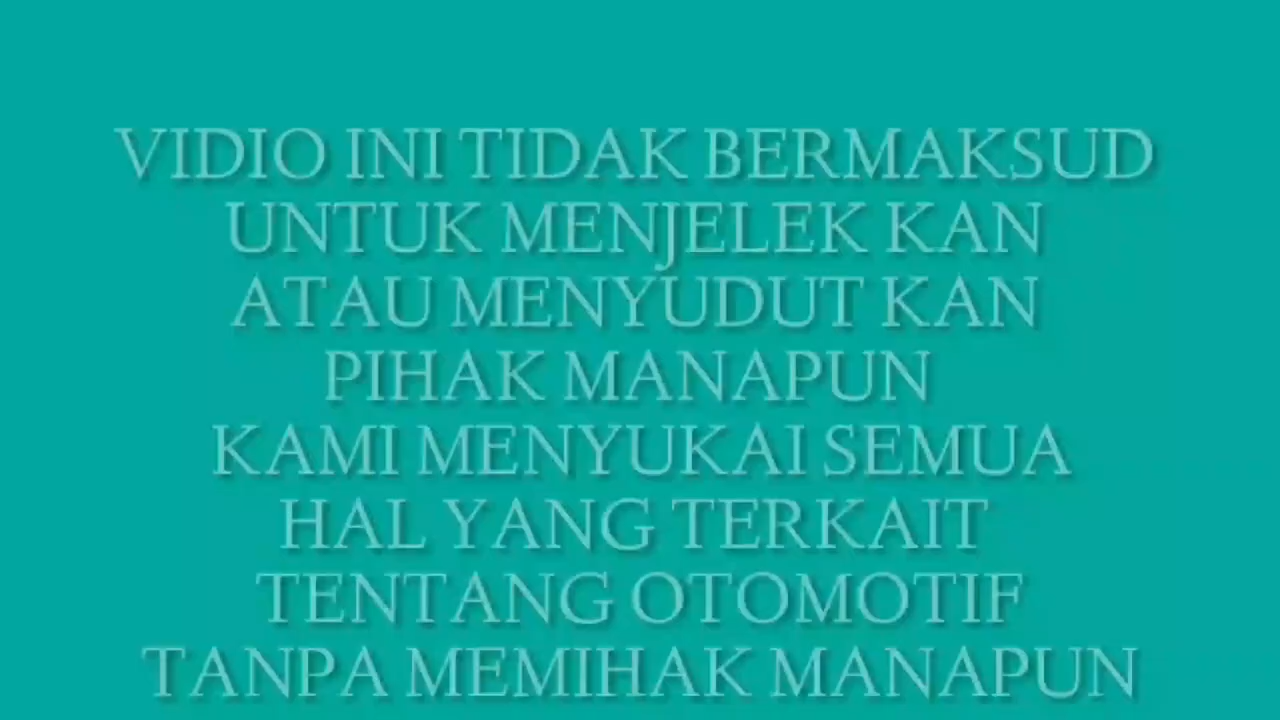 VIDIO INI TIDAK BERMAKSUD
UNTUK MENJELEK KAN
ATAU MENYUDUT KAN
PIHAK MANAPUN
KAMI MENYUKAI SEMUA
HAL YANG TERKAIT
TENTANG OTOMOTIF
TANPA MEMIHAK MANAPUN